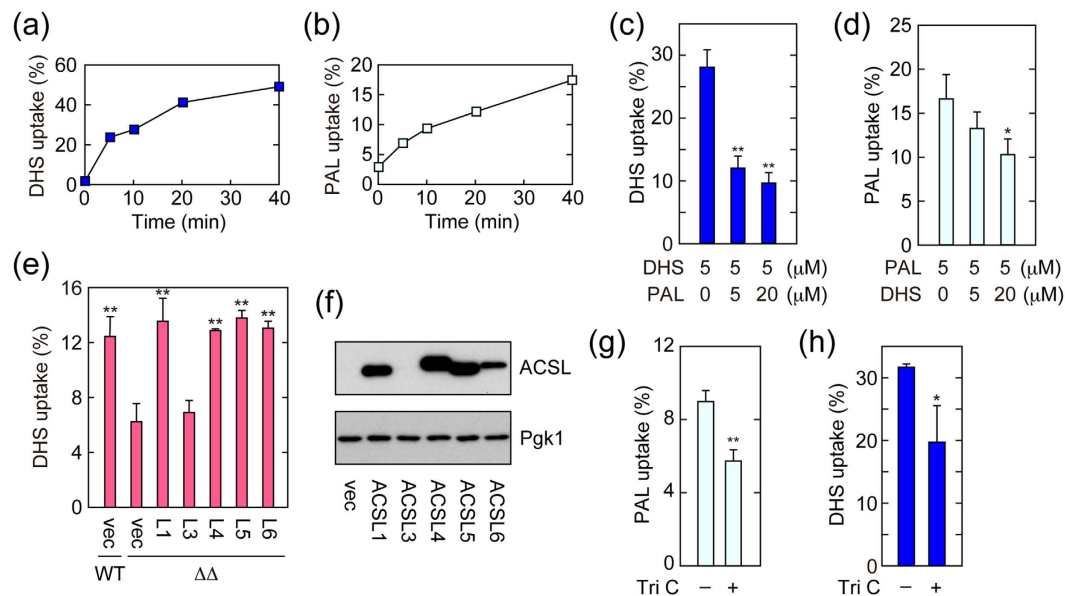 (a)
DHS uptake (%)
60
40
20
0
0 10 20 30 40
Time (min)
(b)
PAL uptake (%)
20
15
10
5
0
0 10 20 30 40
Time (min)
(c)
DHS uptake (%)
30
20
10
0
** **
DHS 5 5 5 (μM)
PAL 0 5 20 (μM)
(d)
PAL uptake (%)
25
20
15
10
5
0
*
PAL 5 5 5 (μM)
DHS 0 5 20 (μM)
(e)
DHS uptake (%)
16
12
8
4
0
** ** ** ** **
vec vec L1 L3 L4 L5 L6
WT ΔΔ
(f)
ACSL
Pgk1
vec ACSL1 ACSL3 ACSL4 ACSL5 ACSL6
(g)
PAL uptake (%)
12
8
4
0
**
Tri C – +
(h)
DHS uptake (%)
30
20
30
0
*
Tri C – +